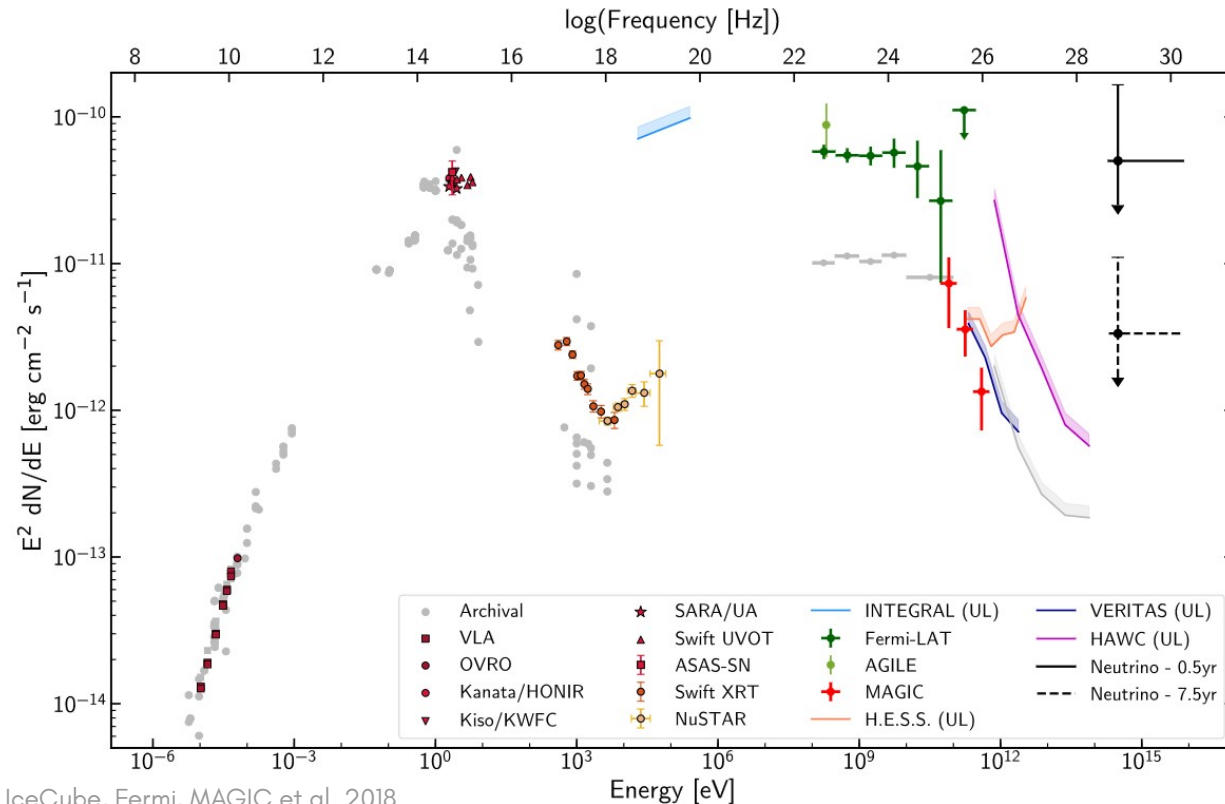 log(Frequency [Hz])
8 10 12 14 16 18 20 22 24 26 28 30
E² dN/dE [erg cm⁻² s⁻¹]
10⁻¹⁰
10⁻¹¹
10⁻¹²
10⁻¹³
10⁻¹⁴
Archival
VLA
OVRO
Kanata/HONIR
Kiso/KWFC
SARA/UA
Swift UVOT
ASAS-SN
Swift XRT
NuSTAR
INTEGRAL (UL)
Fermi-LAT
AGILE
MAGIC
H.E.S.S. (UL)
VERITAS (UL)
HAWC (UL)
Neutrino - 0.5yr
Neutrino - 7.5yr
10⁻⁶ 10⁻³ 10⁰ 10³ 10⁶ 10⁹ 10¹² 10¹⁵
Energy [eV]
IceCube, Fermi, MAGIC et al. 2018